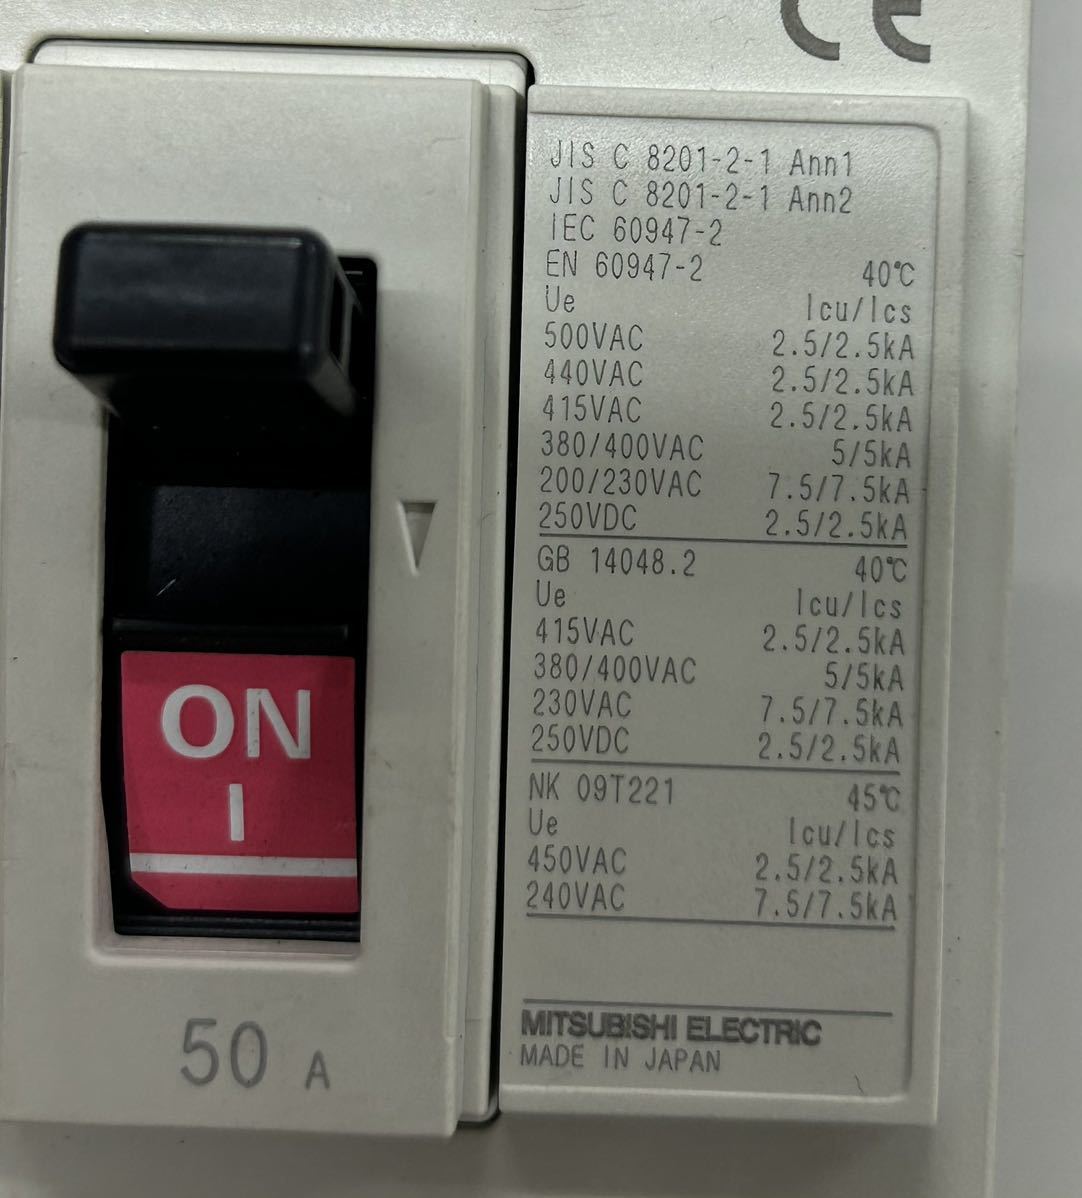 CE
JIS C 8201-2-1 Ann1
JIS C 8201-2-1 Ann2
IEC 60947-2
EN 60947-2 40℃
Ue Icu/Ics
500VAC 2.5/2.5kA
440VAC 2.5/2.5kA
415VAC 2.5/2.5kA
380/400VAC 5/5kA
200/230VAC 7.5/7.5kA
250VDC 2.5/2.5kA
GB 14048.2 40℃
Ue Icu/Ics
415VAC 2.5/2.5kA
380/400VAC 5/5kA
230VAC 7.5/7.5kA
250VDC 2.5/2.5kA
NK 09T221 45℃
Ue Icu/Ics
450VAC 2.5/2.5kA
240VAC 7.5/7.5kA
MITSUBISHI ELECTRIC
MADE IN JAPAN
ON
I
50 A